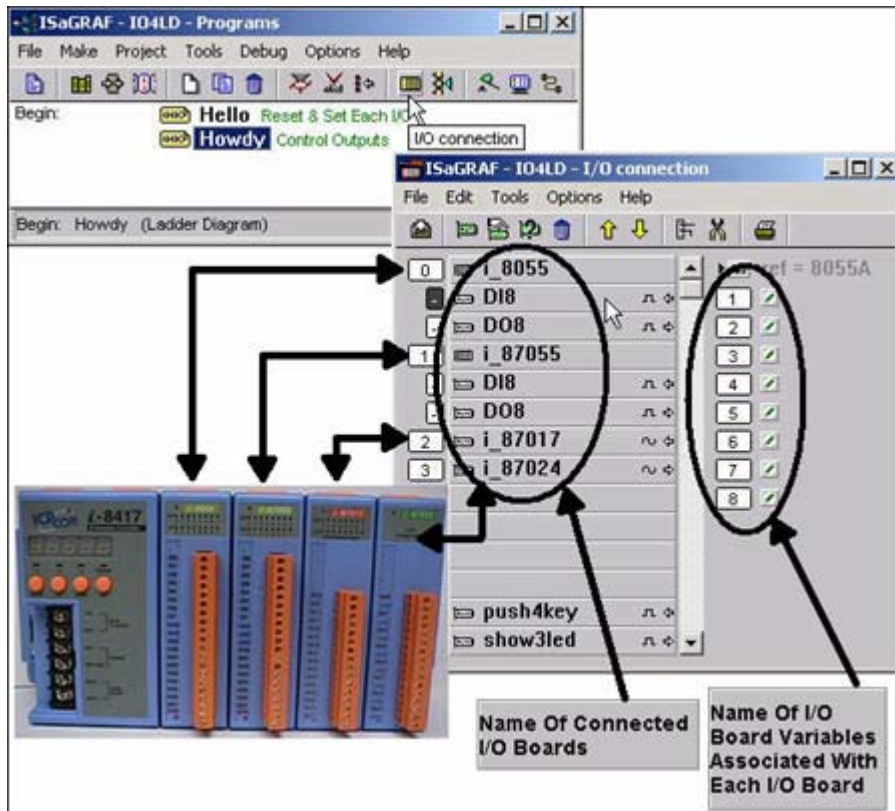 ISaGRAF - IO4LD - Programs
File Make Project Tools Debug Options Help
Begin: Hello Reset & Set Each I/O
Howdy Control Outputs
I/O connection
Begin: Howdy (Ladder Diagram)
ISaGRAF - IO4LD - I/O connection
File Edit Tools Options Help
0 i_8055
DI8
DO8
1 i_87055
DI8
DO8
2 i_87017
3 i_87024
push4key
show3led
ref = 8055A
1
2
3
4
5
6
7
8
i-8417
Name Of Connected
I/O Boards
Name Of I/O
Board Variables
Associated With
Each I/O Board